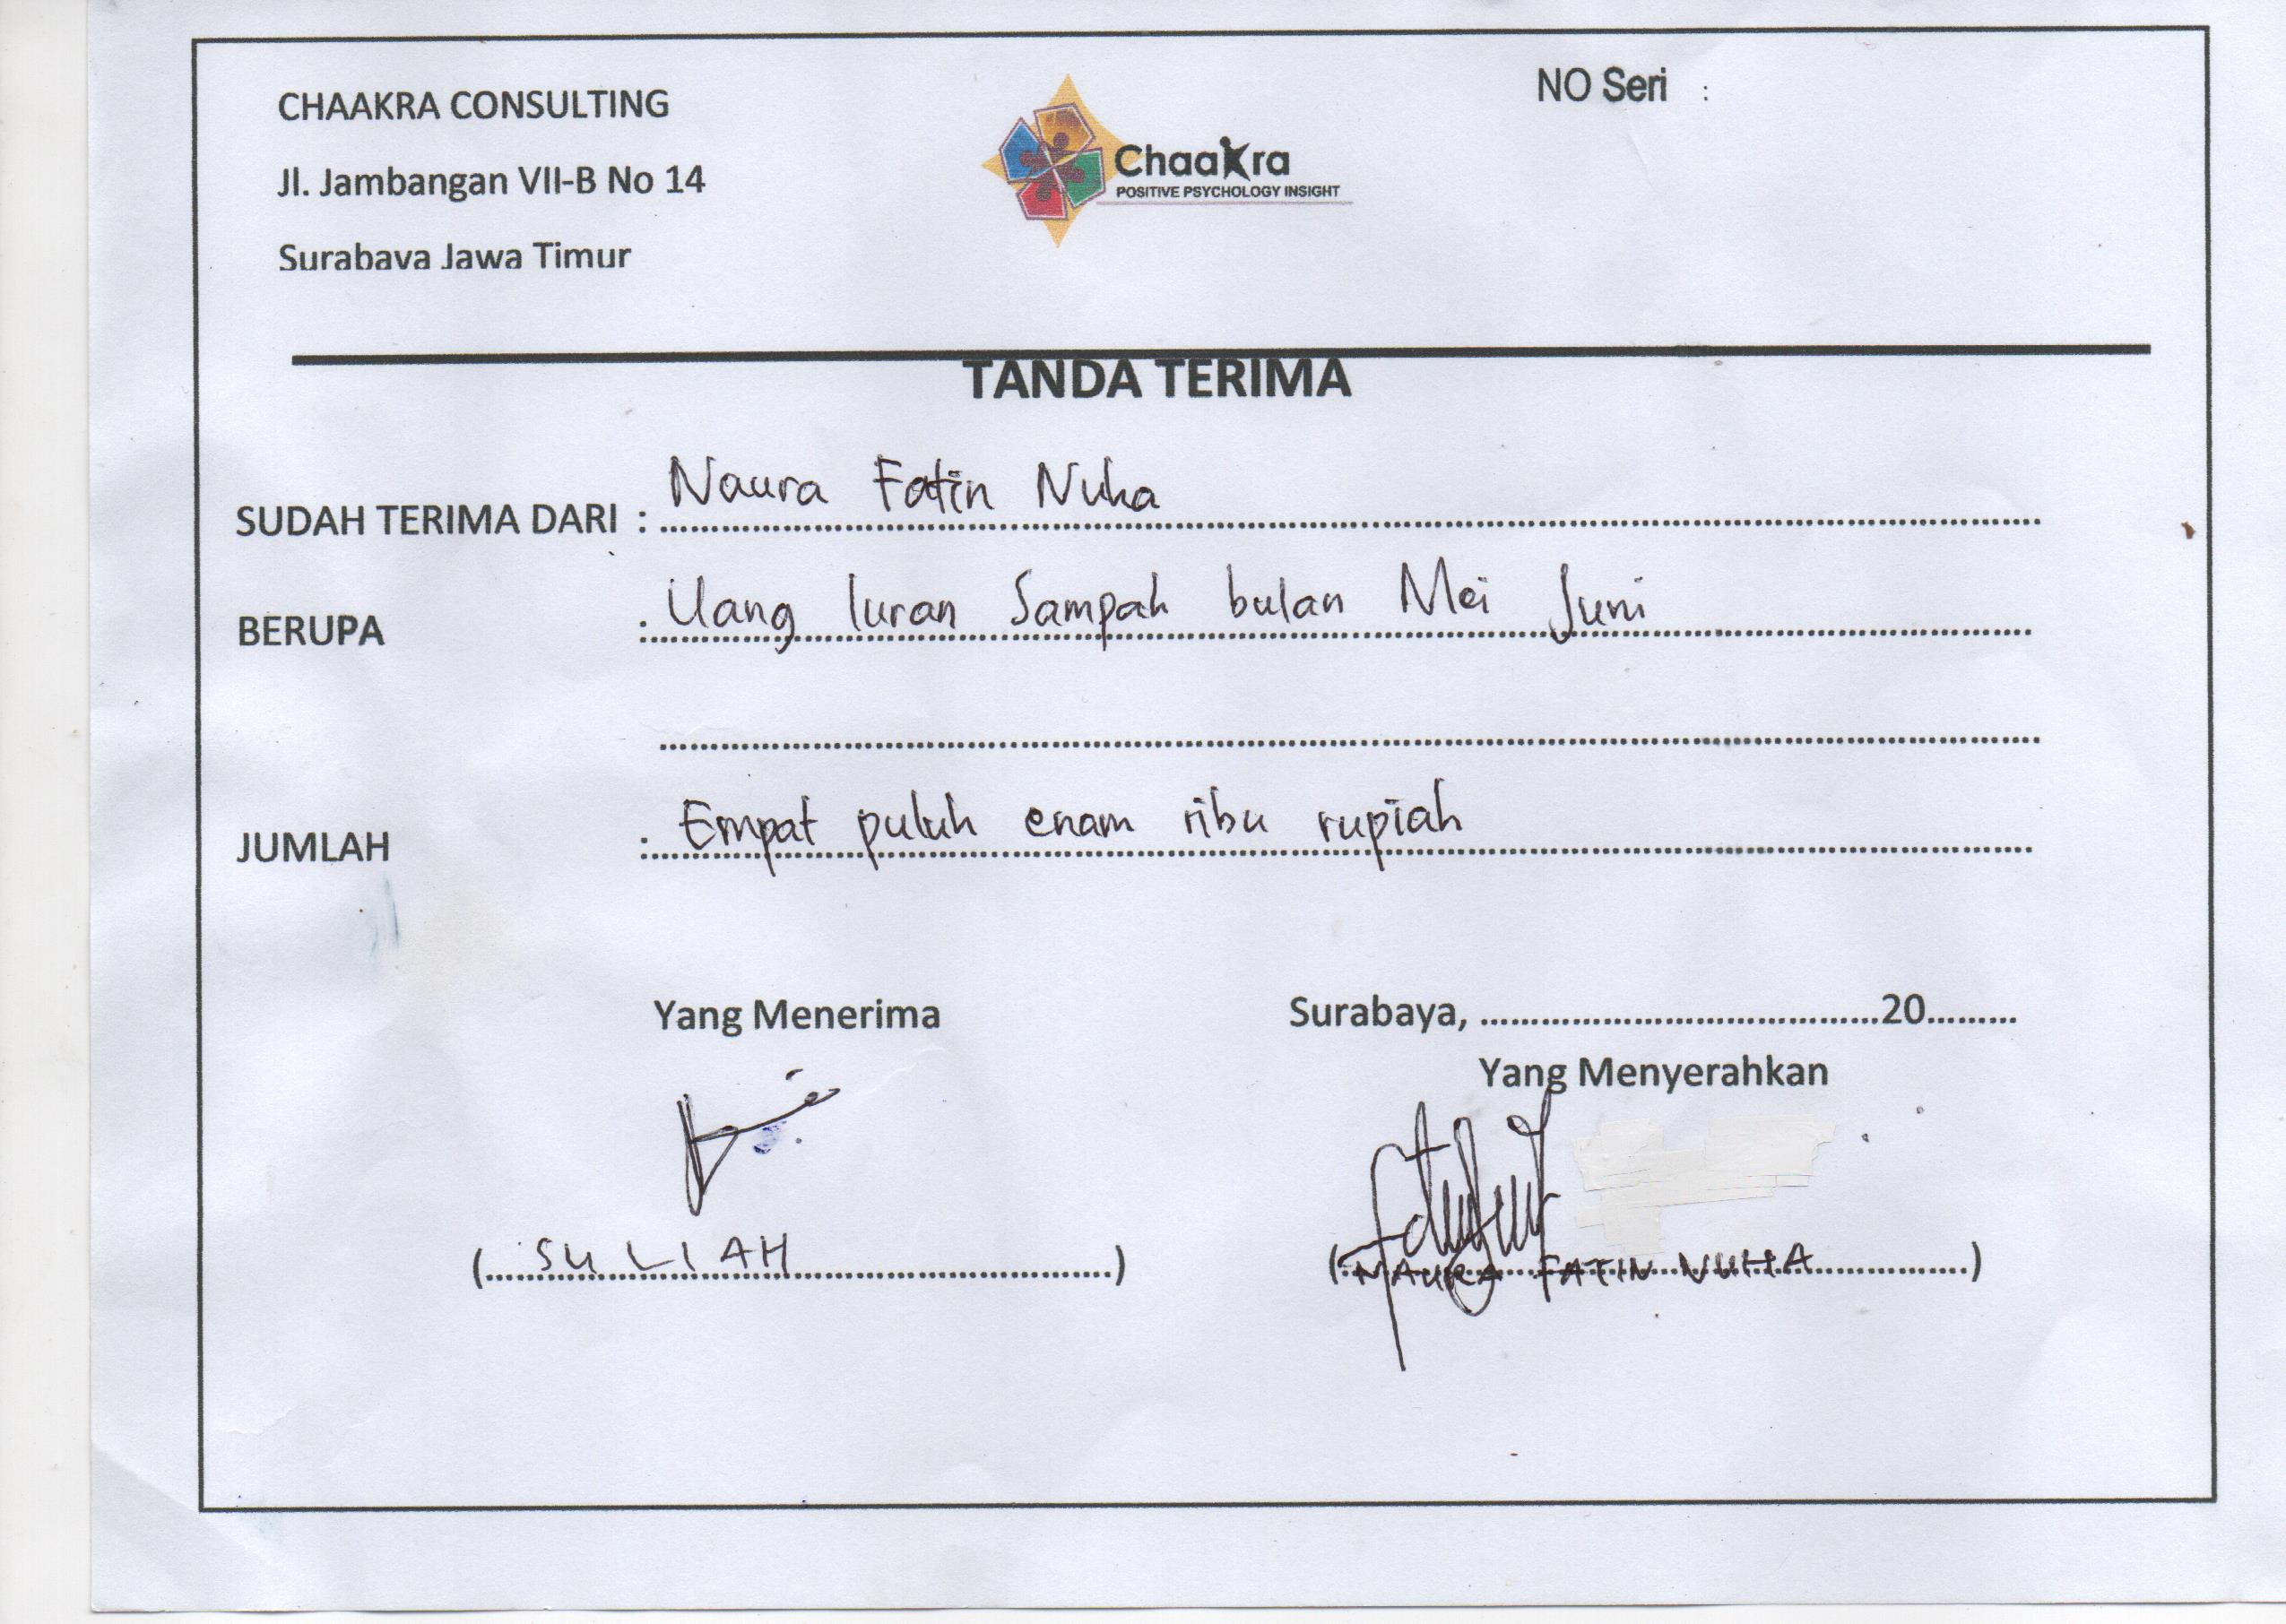 CHAAKRA CONSULTING
Jl. Jambangan VII-B No 14
Surabaya Jawa Timur
Chaakra
POSITIVE PSYCHOLOGY INSIGHT
NO Seri :
TANDA TERIMA
SUDAH TERIMA DARI : Naura Fatin Nuha
BERUPA : Uang Iuran Sampah bulan Mei Juni
JUMLAH : Empat puluh enam ribu rupiah
Yang Menerima
Surabaya, ........................................20.........
Yang Menyerahkan
(...SULIAH...)
(NAURA FATIN NUHA...)